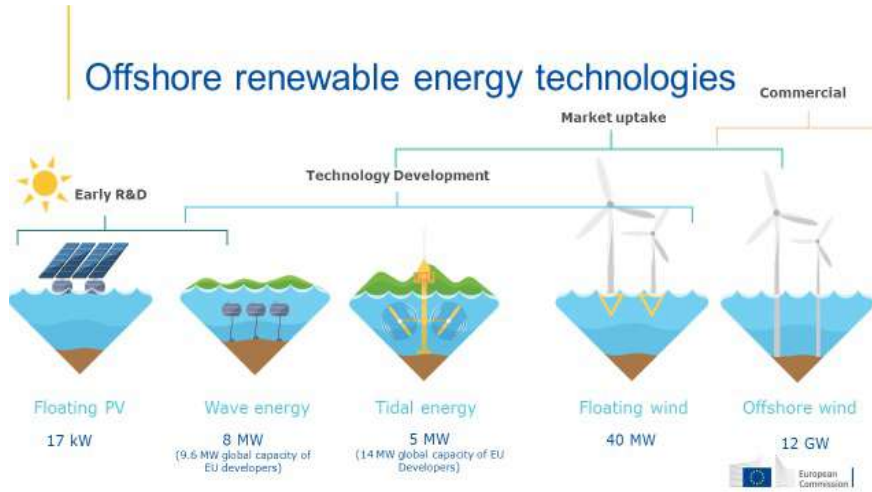 Offshore renewable energy technologies
Commercial
Market uptake
Technology Development
Early R&D
Floating PV
17 kW
Wave energy
8 MW
(9.6 MW global capacity of
EU developers)
Tidal energy
5 MW
(14 MW global capacity of EU
Developers)
Floating wind
40 MW
Offshore wind
12 GW
European
Commission